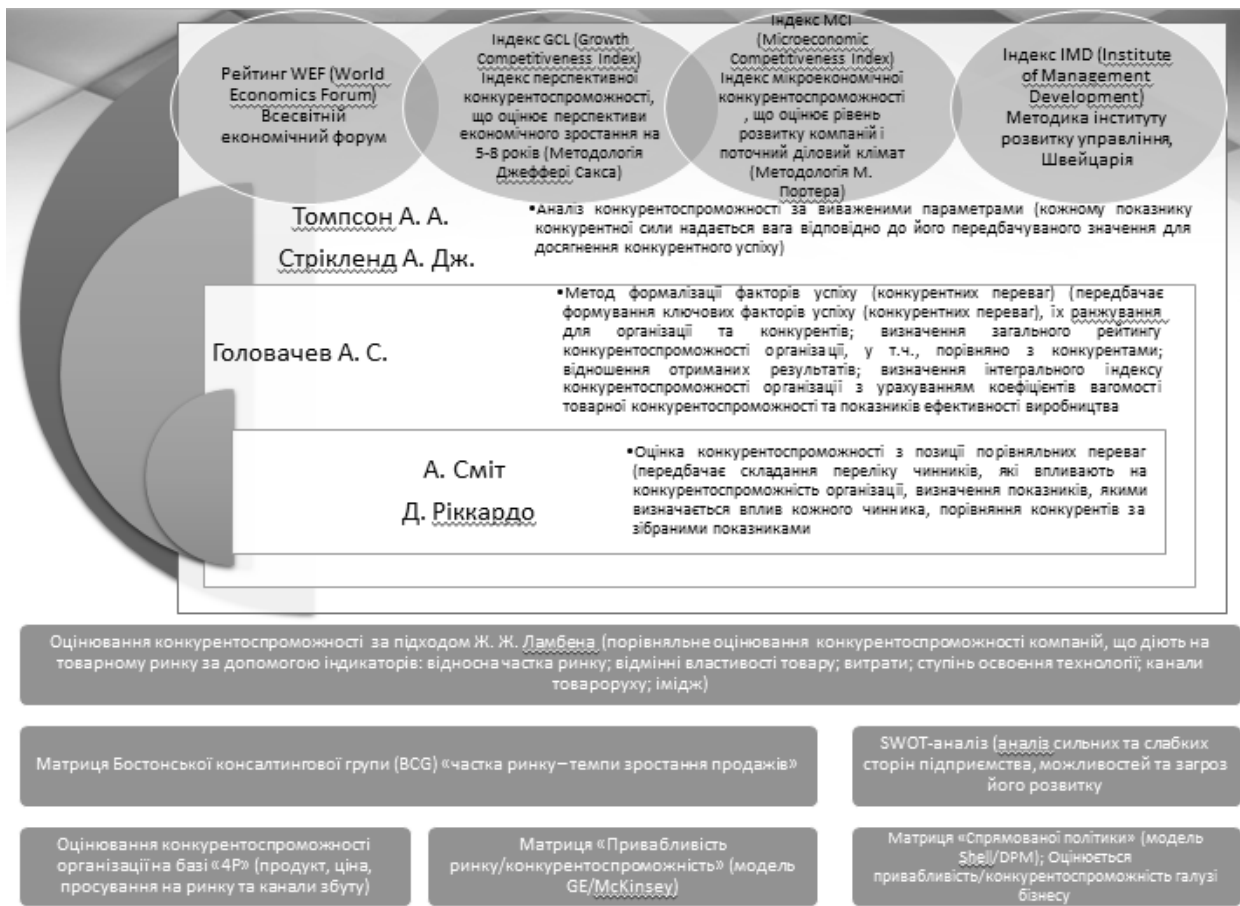 Рейтинг WEF (World
Economics Forum)
Всесвітній
економічний форум
Індекс GCL (Growth
Competitiveness Index)
Індекс перспективної
конкурентоспроможності,
що оцінює перспективи
економічного зростання на
5-8 років (Методологія
Джеффері Сакса)
Індекс MCI
(Microeconomic
Competitiveness Index)
Індекс мікроекономічної
конкурентоспроможності
, що оцінює рівень
розвитку компаній і
поточний діловий клімат
(Методологія М.
Портера)
Індекс IMD (Institute
of Management
Development)
Методика інституту
розвитку управління,
Швейцарія
Томпсон А. А.
Стрікленд А. Дж.
•Аналіз конкурентоспроможності за виваженими параметрами (кожному показнику
конкурентної сили надається вага відповідно до його передбачуваного значення для
досягнення конкурентного успіху)
Головачев А. С.
•Метод формалізації факторів успіху (конкурентних переваг) (передбачає
формування ключових факторів успіху (конкурентних переваг), їх ранжування
для організації та конкурентів; визначення загального рейтингу
конкурентоспроможності організації, у т.ч., порівняно з конкурентами;
відношення отриманих результатів; визначення інтегрального індексу
конкурентоспроможності організації з урахуванням коефіцієнтів вагомості
товарної конкурентоспроможності та показників ефективності виробництва
А. Сміт
Д. Ріккардо
•Оцінка конкурентоспроможності з позиції порівняльних переваг
(передбачає складання переліку чинників, які впливають на
конкурентоспроможність організації, визначення показників, якими
визначається вплив кожного чинника, порівняння конкурентів за
зібраними показниками
Оцінювання конкурентоспроможності за підходом Ж. Ж. Ламбена (порівняльне оцінювання конкурентоспроможності компаній, що діють на
товарному ринку за допомогою індикаторів: відносна частка ринку; відмінні властивості товару; витрати; ступінь освоєння технології; канали
товароруху; імідж)
Матриця Бостонської консалтингової групи (BCG) «частка ринку – темпи зростання продажів»
SWOT-аналіз (аналіз сильних та слабких
сторін підприємства, можливостей та загроз
його розвитку
Оцінювання конкурентоспроможності
організації на базі «4Р» (продукт, ціна,
просування на ринку та канали збуту)
Матриця «Привабливість
ринку/конкурентоспроможність» (модель
GE/McKinsey)
Матриця «Спрямованої політики» (модель
Shell/DPM); Оцінюється
привабливість/конкурентоспроможність галузі
бізнесу